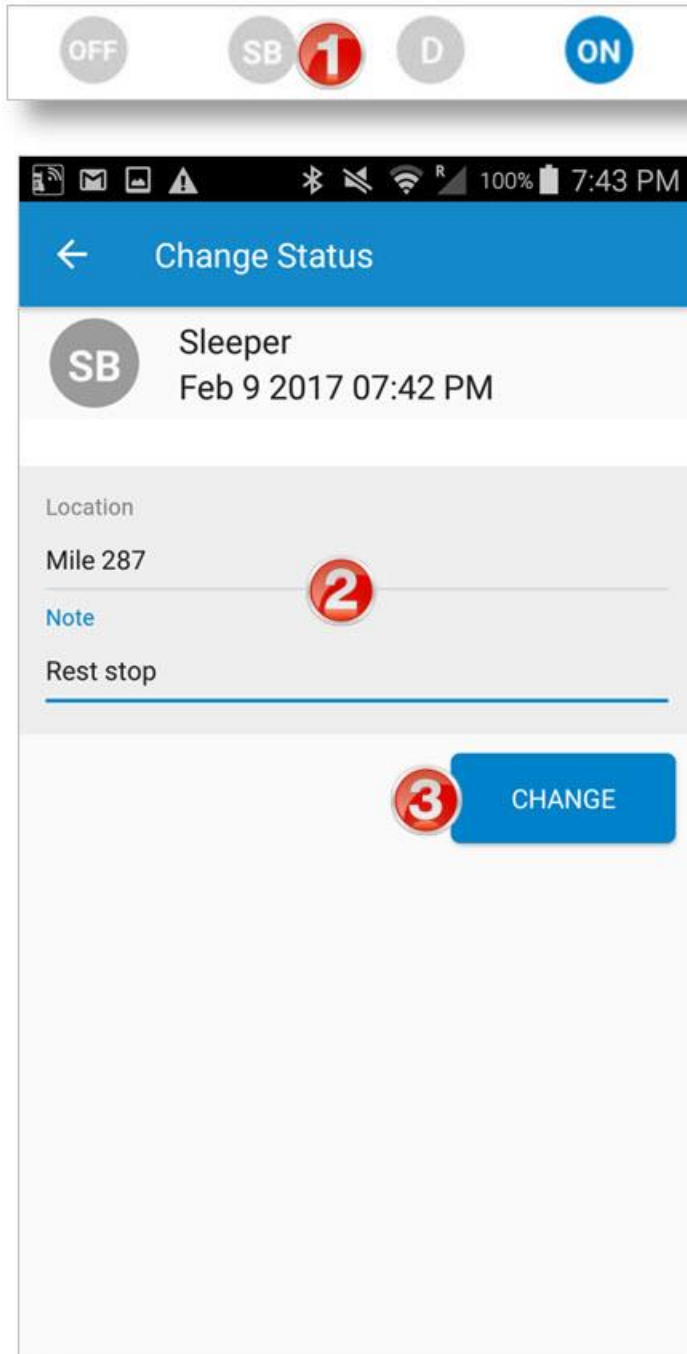 OFF SB 1 D ON
R 100% 7:43 PM
Change Status
SB
Sleeper
Feb 9 2017 07:42 PM
Location
Mile 287
2
Note
Rest stop
3 CHANGE